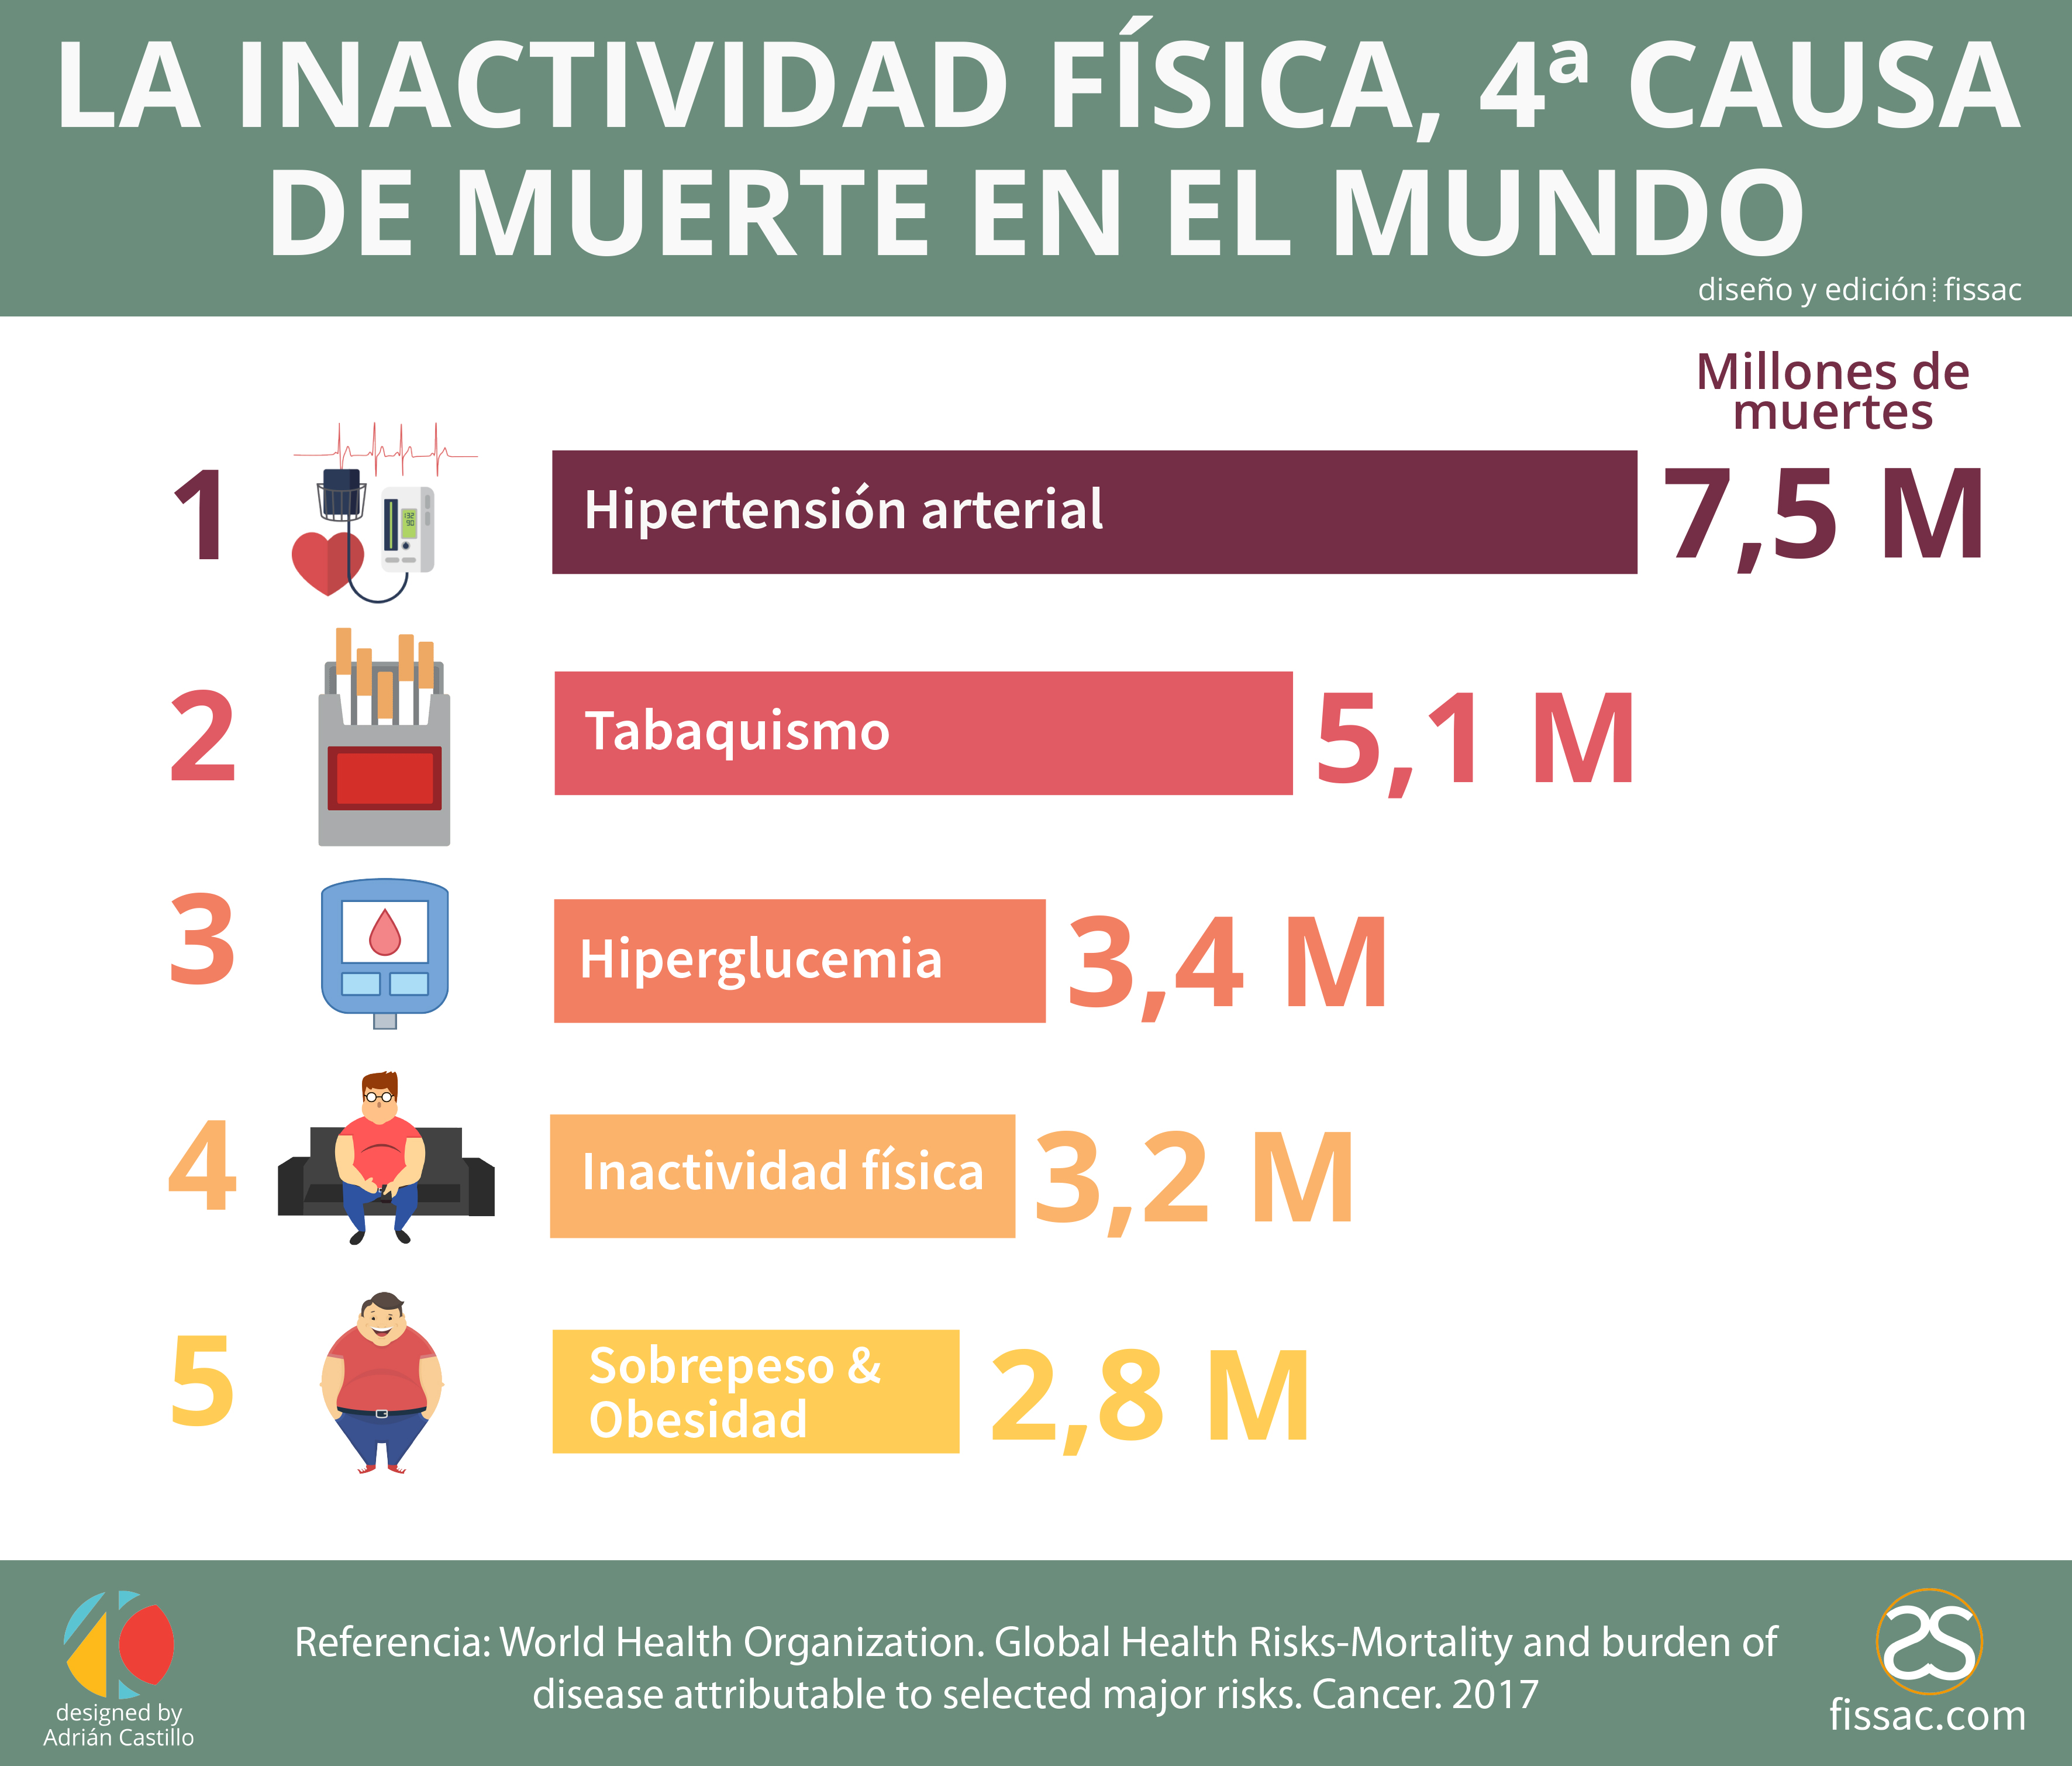 LA INACTIVIDAD FÍSICA, 4ª CAUSA
DE MUERTE EN EL MUNDO
diseño y edición┊fissac
Millones de
muertes
1
132
90
Hipertensión arterial
7,5 M
2
Tabaquismo
5,1 M
3
Hiperglucemia
3,4 M
4
Inactividad física
3,2 M
5
Sobrepeso &
Obesidad
2,8 M
Referencia: World Health Organization. Global Health Risks-Mortality and burden of
disease attributable to selected major risks. Cancer. 2017
designed by
Adrián Castillo
fissac.com